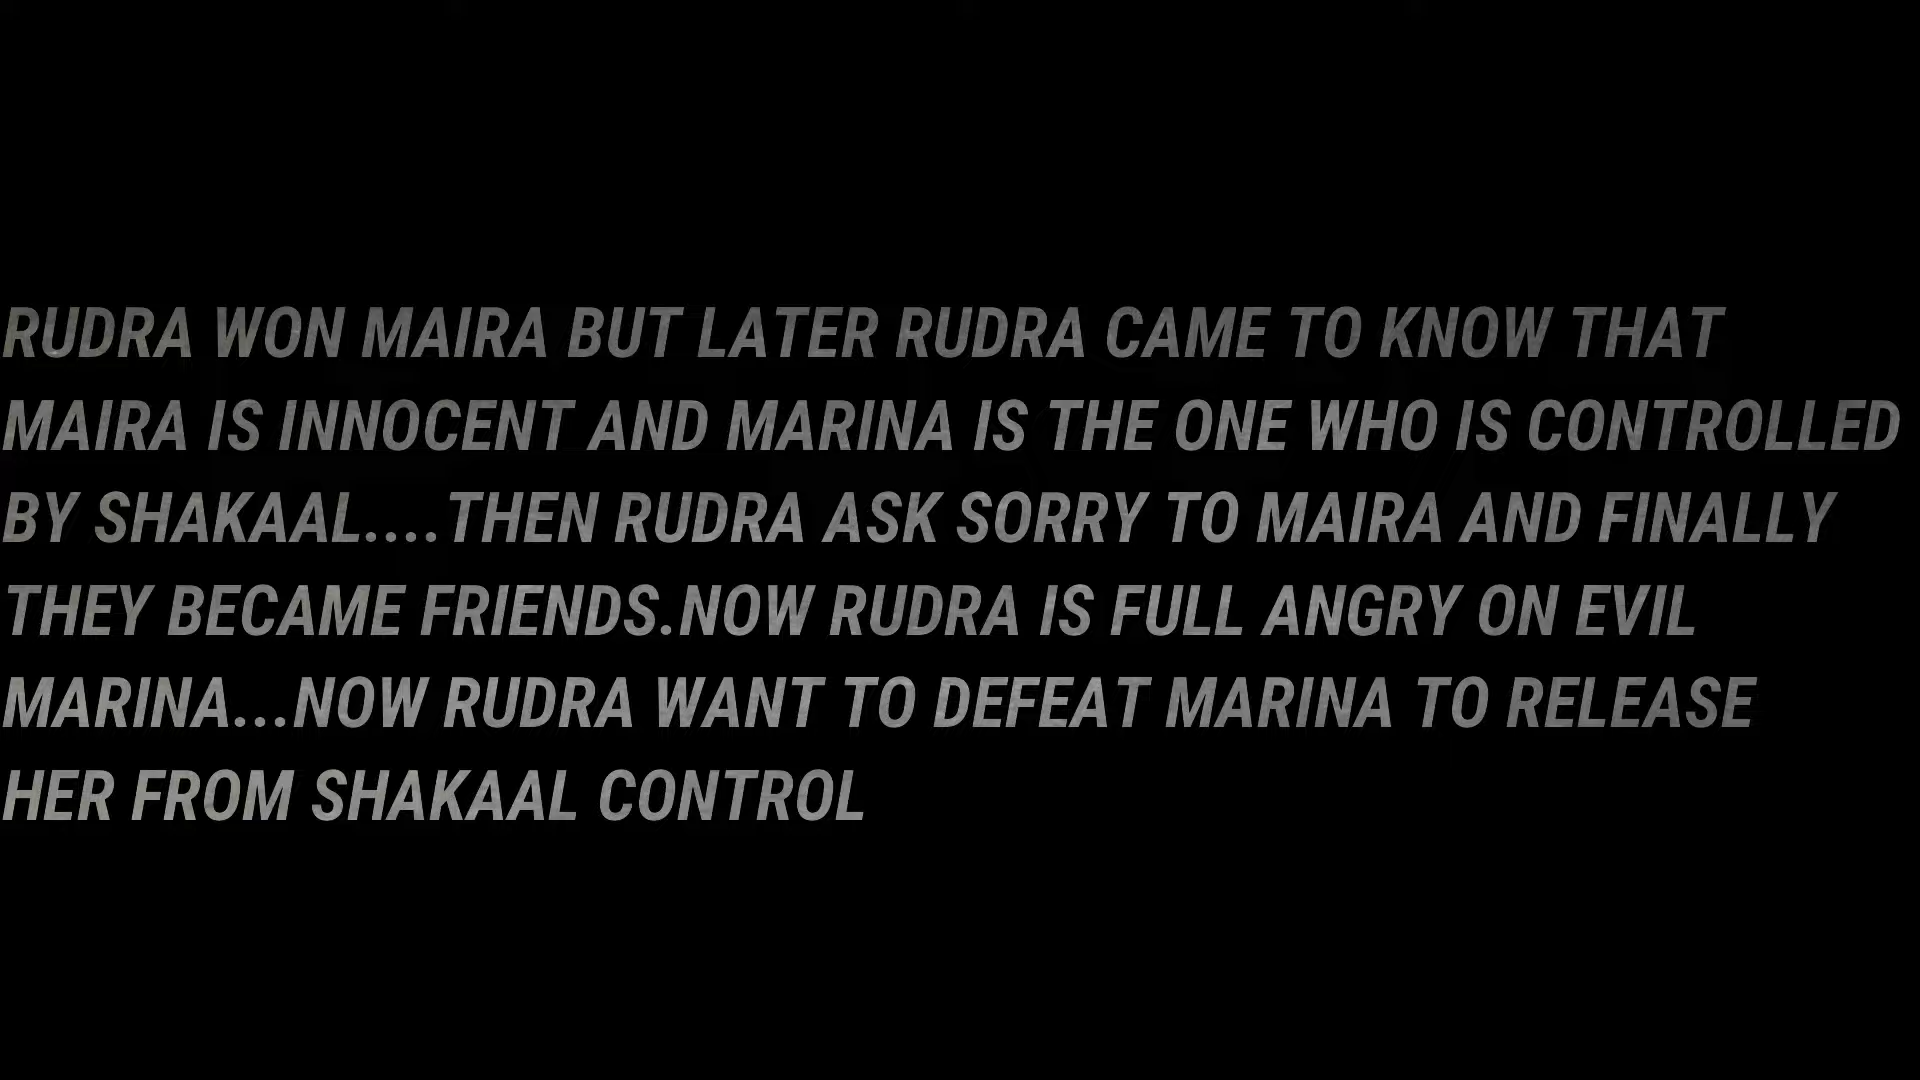 RUDRA WON MAIRA BUT LATER RUDRA CAME TO KNOW THAT
MAIRA IS INNOCENT AND MARINA IS THE ONE WHO IS CONTROLLED
BY SHAKAAL....THEN RUDRA ASK SORRY TO MAIRA AND FINALLY
THEY BECAME FRIENDS.NOW RUDRA IS FULL ANGRY ON EVIL
MARINA...NOW RUDRA WANT TO DEFEAT MARINA TO RELEASE
HER FROM SHAKAAL CONTROL